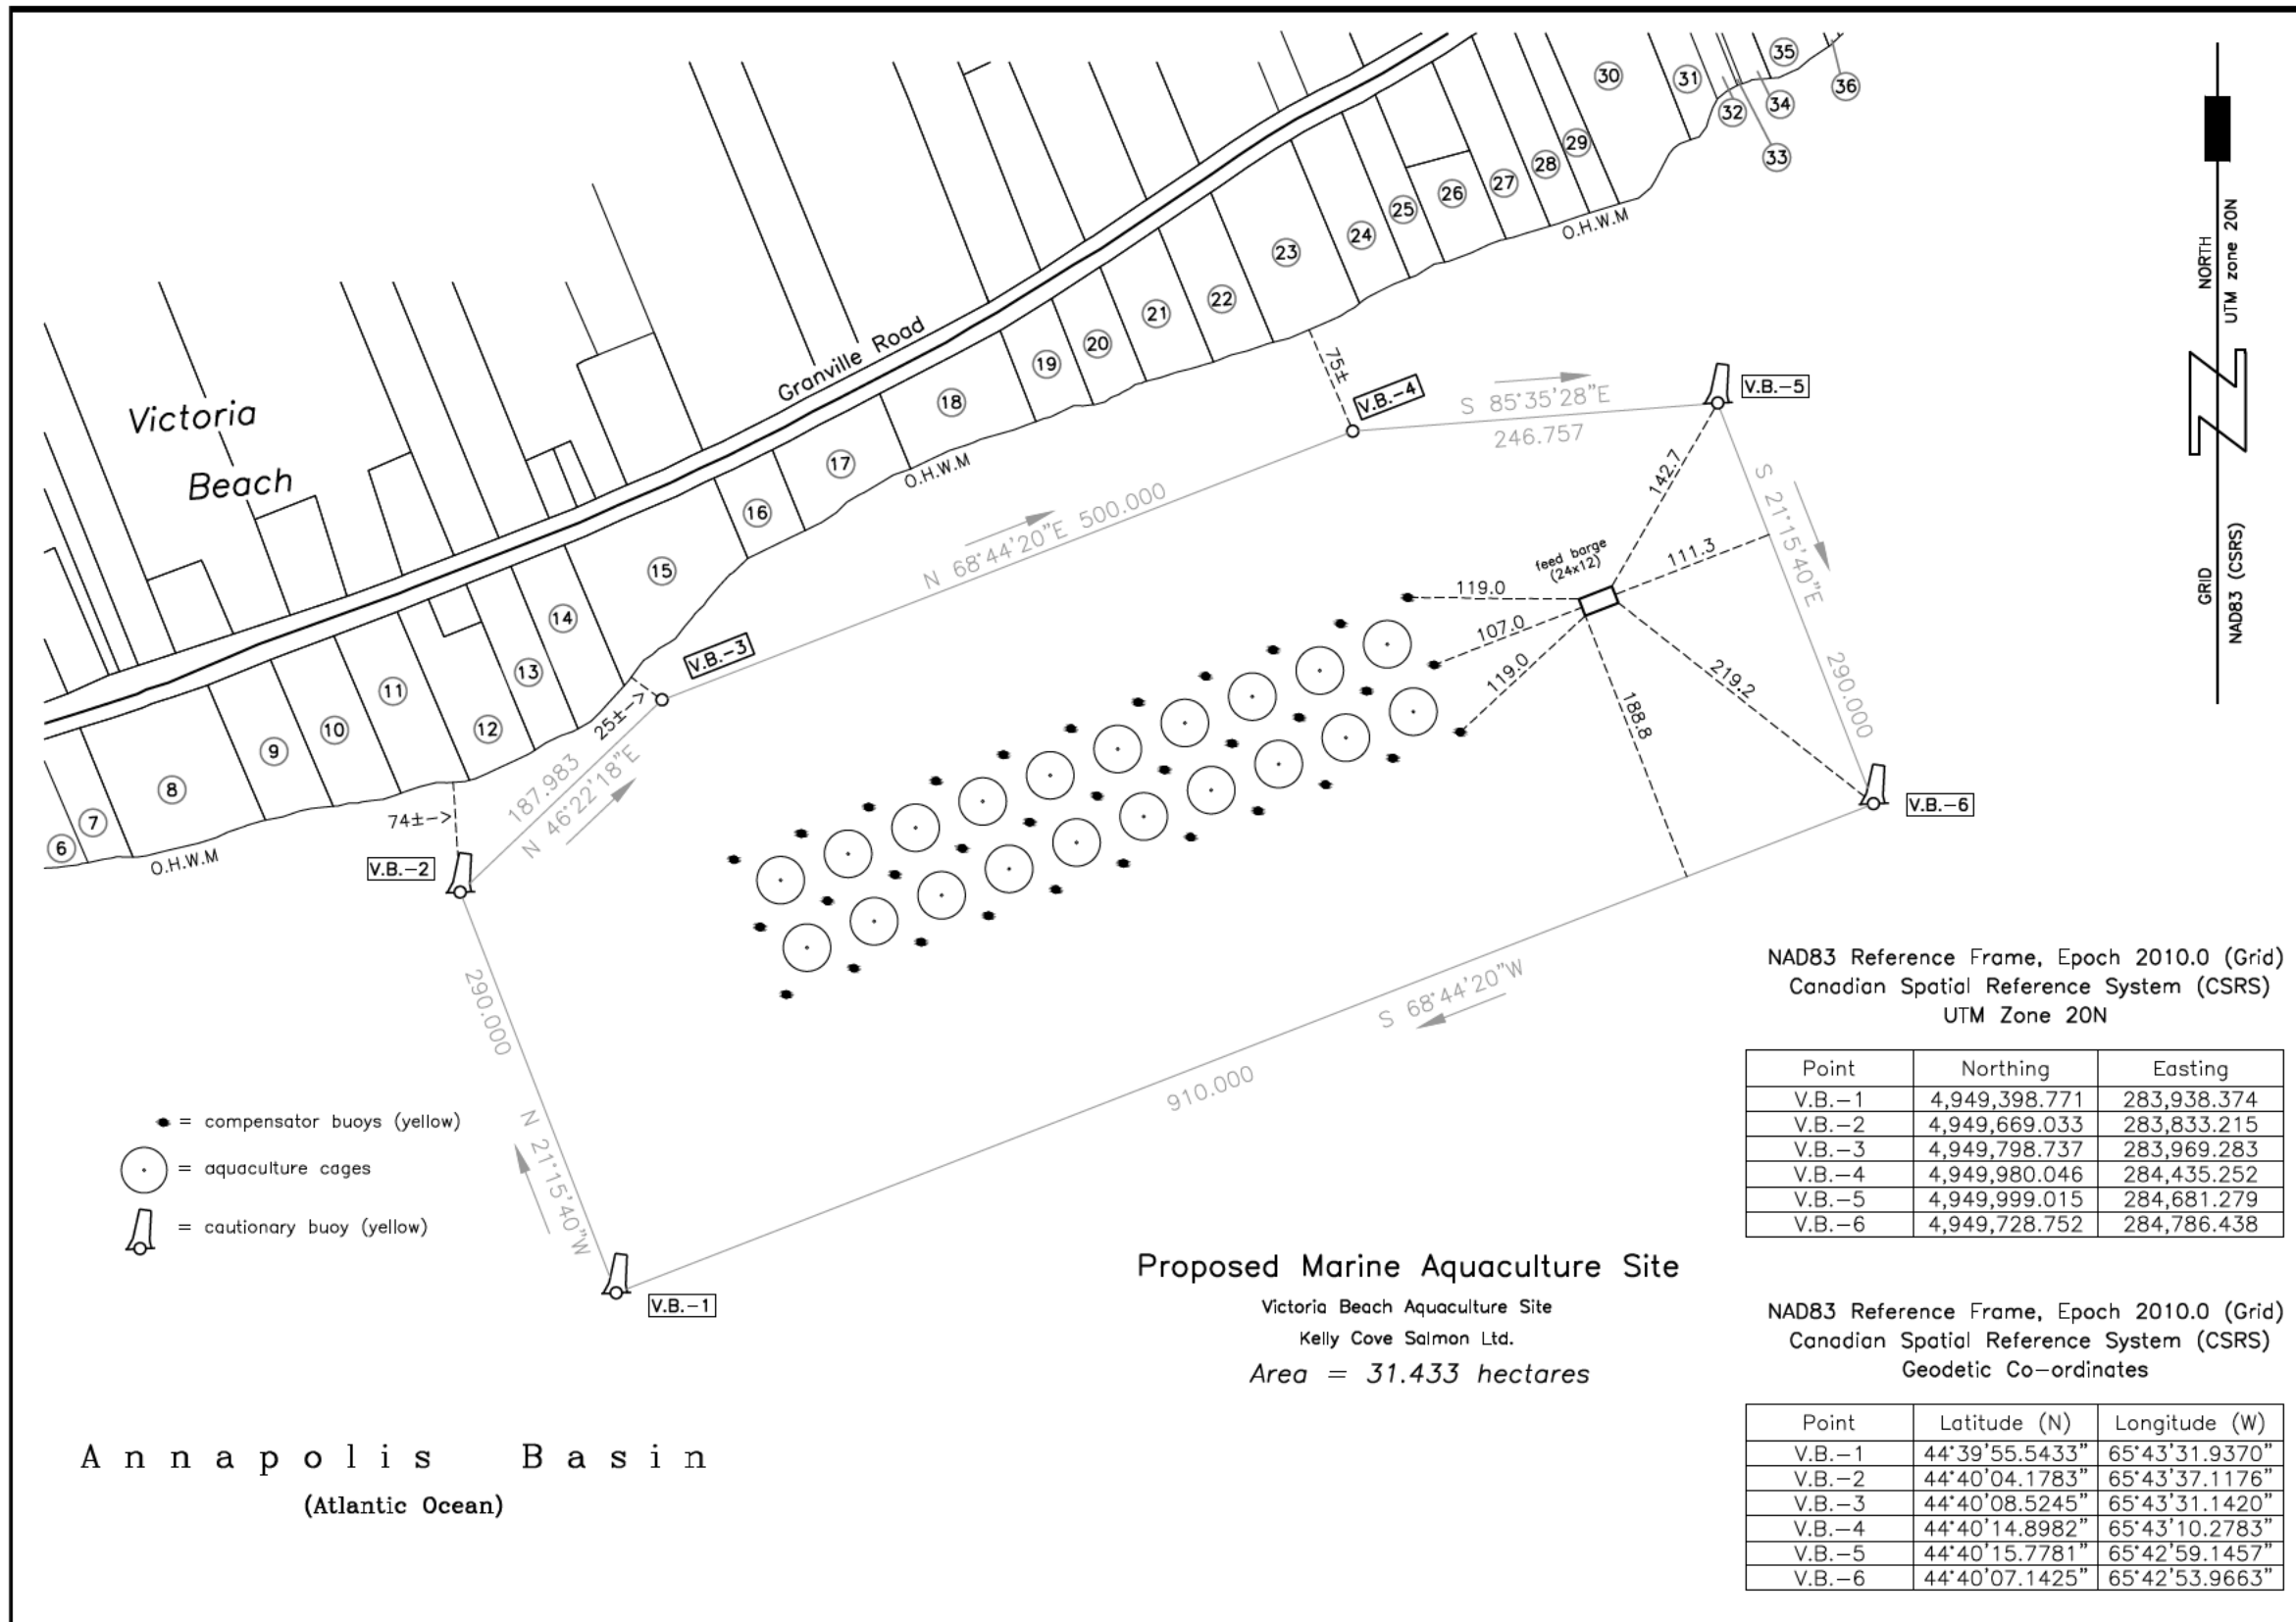 35
30
31
36
34
32
29
33
28
27
26
25
O.H.W.M
24
23
22
21
20
19
18
17
16
15
14
13
12
11
10
9
8
7
6
NORTH
UTM zone 20N
GRID
NAD83 (CSRS)
Granville Road
Victoria
Beach
75±
V.B.-4
S 85°35'28"E
246.757
V.B.-5
O.H.W.M
N 68°44'20"E 500.000
142.7
S 21°15'40"E
290.000
111.3
feed barge
(24x12)
119.0
107.0
119.0
188.8
219.2
V.B.-3
25±->
187.983
N 46°22'18"E
74±->
V.B.-2
O.H.W.M
V.B.-6
290.000
N 21°15'40"W
S 68°44'20"W
910.000
V.B.-1
= compensator buoys (yellow)
= aquaculture cages
= cautionary buoy (yellow)
NAD83 Reference Frame, Epoch 2010.0 (Grid)
Canadian Spatial Reference System (CSRS)
UTM Zone 20N
Point Northing Easting
V.B.-1 4,949,398.771 283,938.374
V.B.-2 4,949,669.033 283,833.215
V.B.-3 4,949,798.737 283,969.283
V.B.-4 4,949,980.046 284,435.252
V.B.-5 4,949,999.015 284,681.279
V.B.-6 4,949,728.752 284,786.438
Proposed Marine Aquaculture Site
Victoria Beach Aquaculture Site
Kelly Cove Salmon Ltd.
Area = 31.433 hectares
NAD83 Reference Frame, Epoch 2010.0 (Grid)
Canadian Spatial Reference System (CSRS)
Geodetic Co-ordinates
Point Latitude (N) Longitude (W)
V.B.-1 44°39'55.5433" 65°43'31.9370"
V.B.-2 44°40'04.1783" 65°43'37.1176"
V.B.-3 44°40'08.5245" 65°43'31.1420"
V.B.-4 44°40'14.8982" 65°43'10.2783"
V.B.-5 44°40'15.7781" 65°42'59.1457"
V.B.-6 44°40'07.1425" 65°42'53.9663"
Annapolis Basin
(Atlantic Ocean)